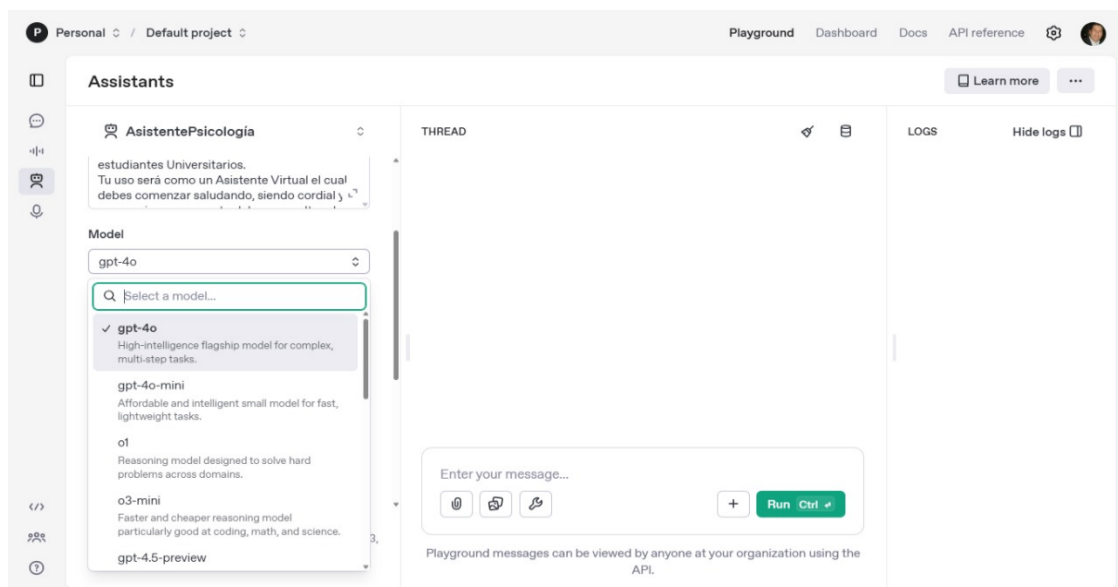 P Personal / Default project
Playground Dashboard Docs API reference
Assistants
Learn more
AsistentePsicología
estudiantes Universitarios.
Tu uso será como un Asistente Virtual el cual
debes comenzar saludando, siendo cordial y
Model
gpt-4o
Select a model...
gpt-4o
High-intelligence flagship model for complex,
multi-step tasks.
gpt-4o-mini
Affordable and intelligent small model for fast,
lightweight tasks.
o1
Reasoning model designed to solve hard
problems across domains.
o3-mini
Faster and cheaper reasoning model
particularly good at coding, math, and science.
gpt-4.5-preview
3,
THREAD
Enter your message...
Run Ctrl
Playground messages can be viewed by anyone at your organization using the
API.
LOGS
Hide logs